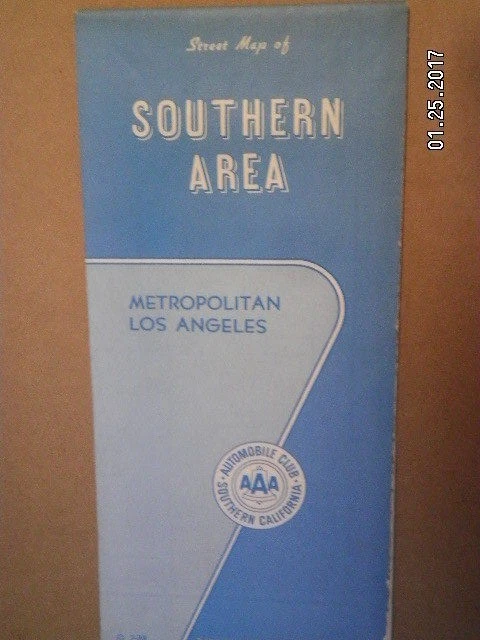 Street Map of
SOUTHERN
AREA
METROPOLITAN
LOS ANGELES
AUTOMOBILE CLUB
AAA
SOUTHERN CALIFORNIA
01.25.2017